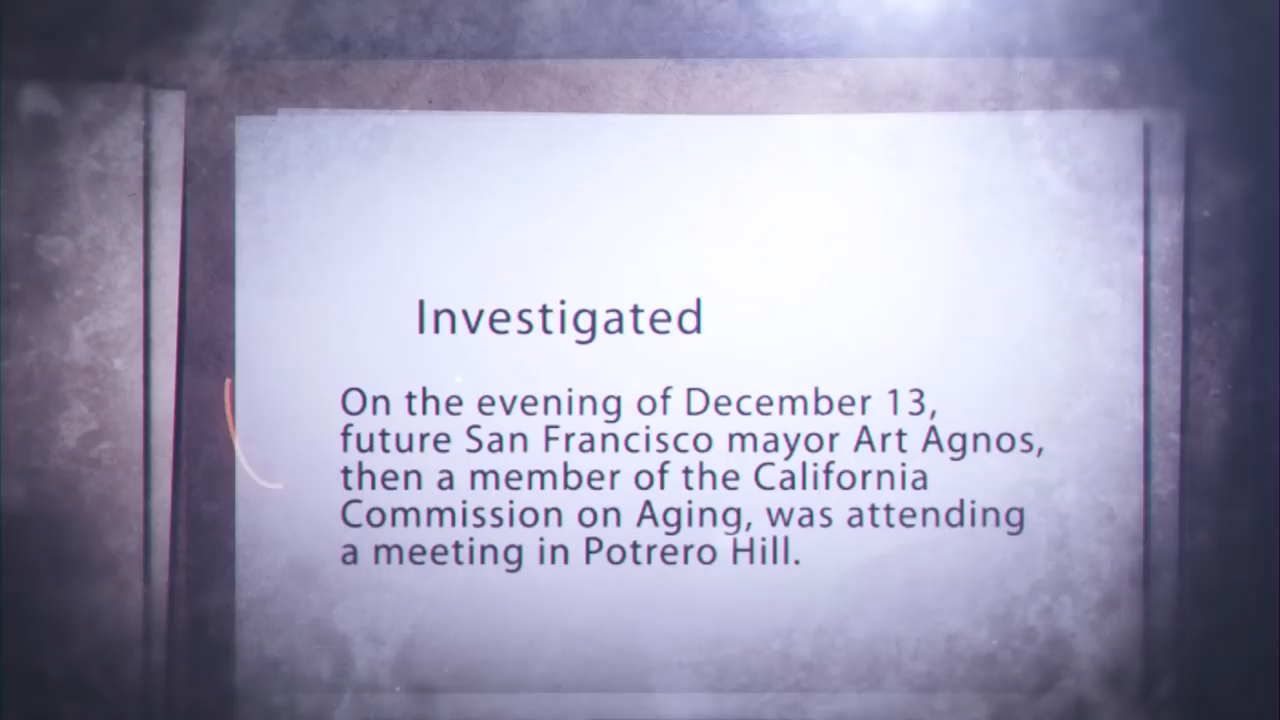 Investigated
On the evening of December 13,
future San Francisco mayor Art Agnos,
then a member of the California
Commission on Aging, was attending
a meeting in Potrero Hill.